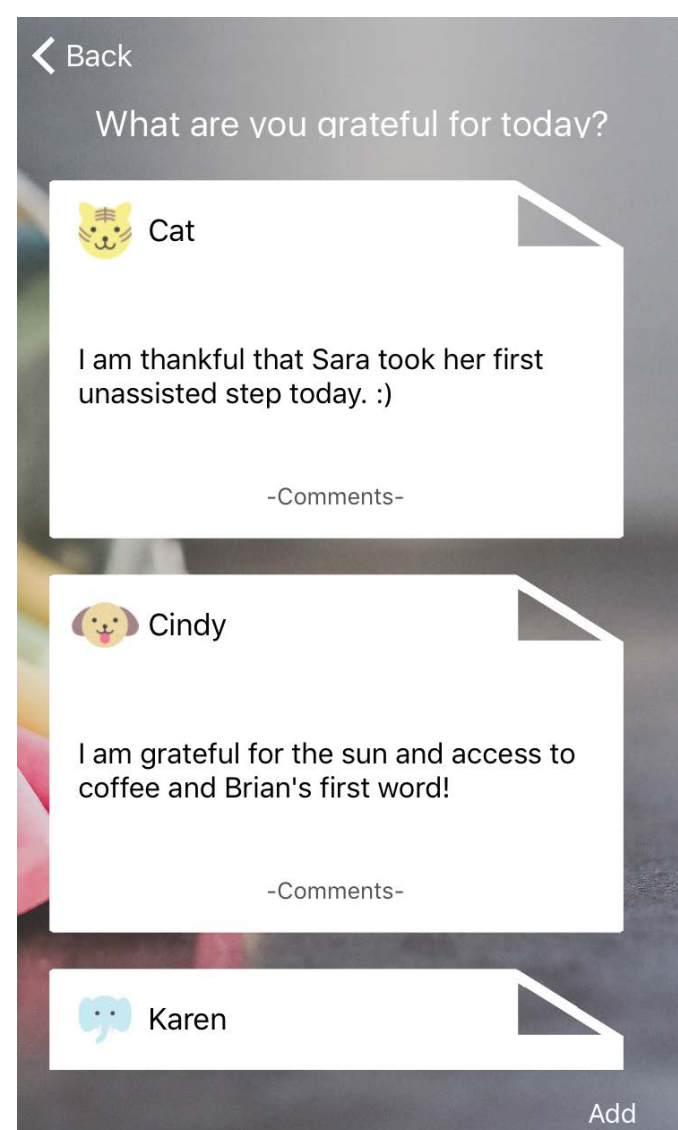 Back
What are you grateful for today?
Cat
I am thankful that Sara took her first
unassisted step today. :)
-Comments-
Cindy
I am grateful for the sun and access to
coffee and Brian's first word!
-Comments-
Karen
Add